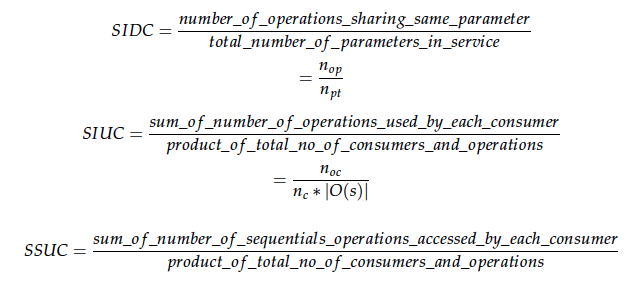 SIDC = number_of_operations_sharing_same_parameter / total_number_of_parameters_in_service
= n_op / n_pt
SIUC = sum_of_number_of_operations_used_by_each_consumer / product_of_total_no_of_consumers_and_operations
= n_oc / n_c * |O(s)|
SSUC = sum_of_number_of_sequentials_operations_accessed_by_each_consumer / product_of_total_no_of_consumers_and_operations